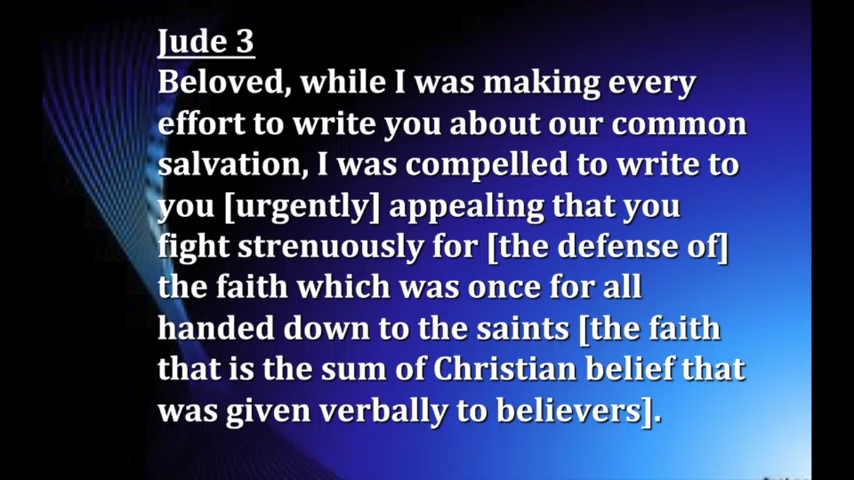 Jude 3
Beloved, while I was making every
effort to write you about our common
salvation, I was compelled to write to
you [urgently] appealing that you
fight strenuously for [the defense of]
the faith which was once for all
handed down to the saints [the faith
that is the sum of Christian belief that
was given verbally to believers].